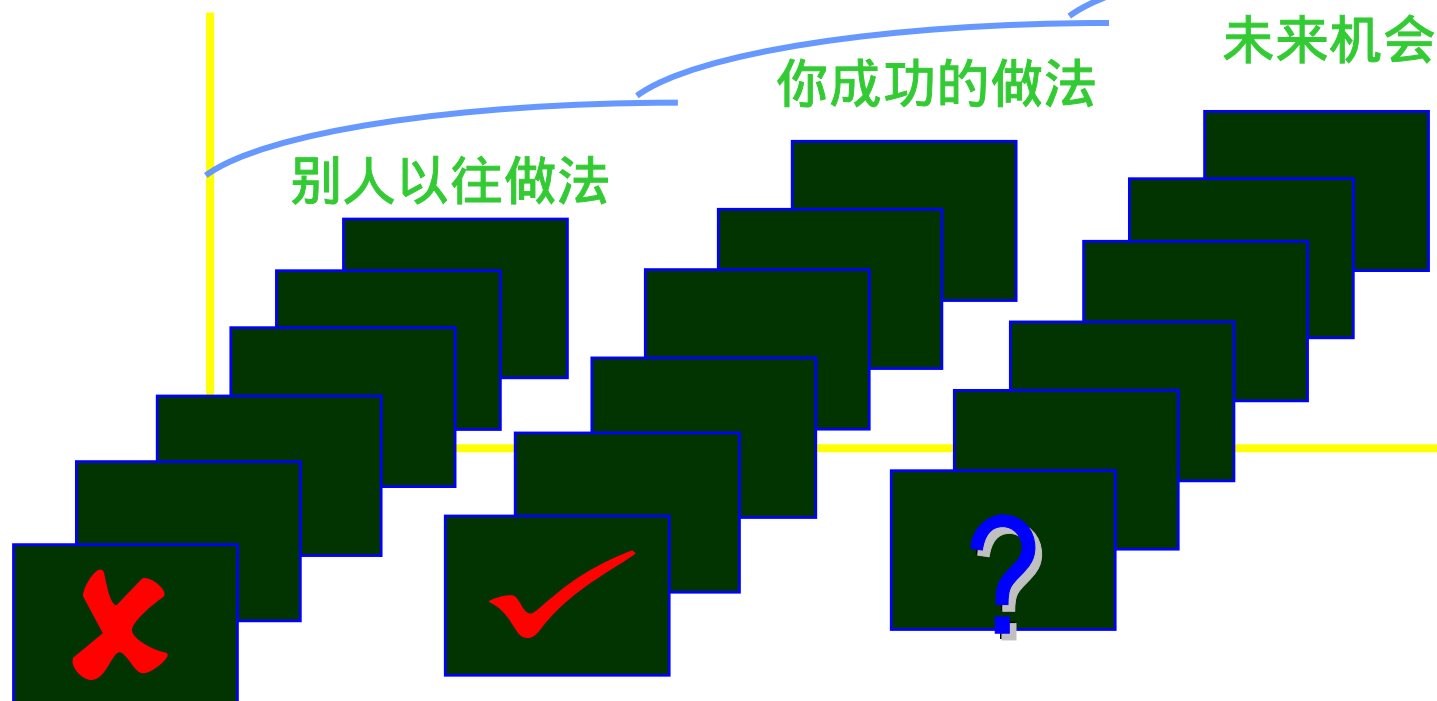 未来机会
你成功的做法
别人以往做法
?